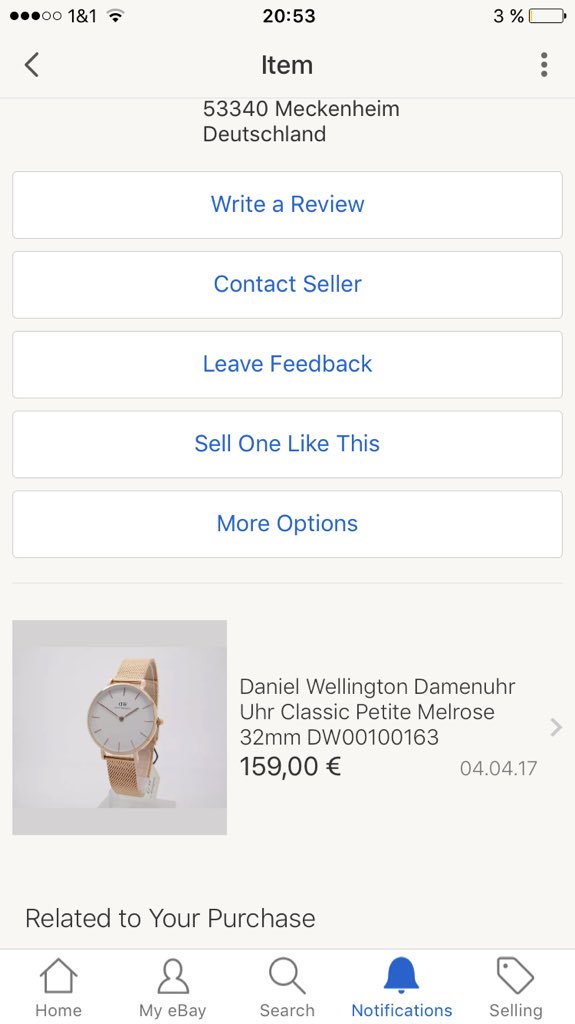 1&1 20:53 3 %
Item
53340 Meckenheim
Deutschland
Write a Review
Contact Seller
Leave Feedback
Sell One Like This
More Options
Daniel Wellington Damenuhr
Uhr Classic Petite Melrose
32mm DW00100163
159,00 €
04.04.17
Related to Your Purchase
Home
My eBay
Search
Notifications
Selling